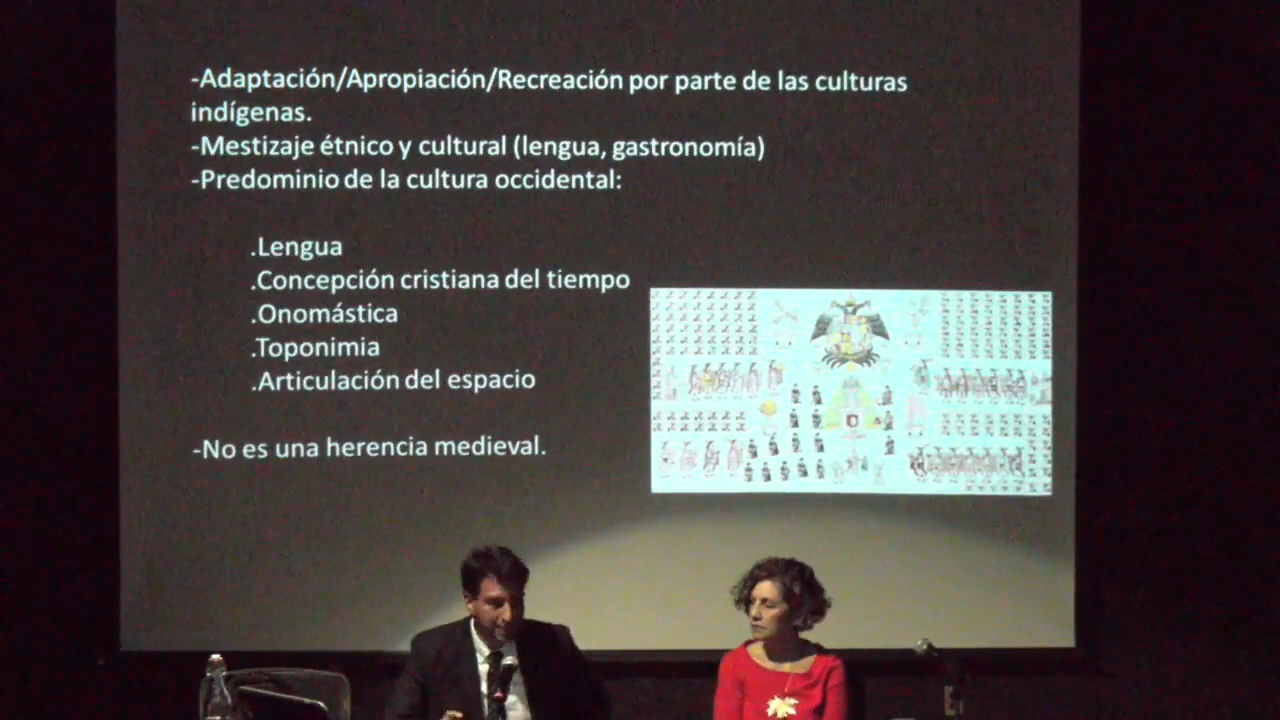 -Adaptación/Apropiación/Recreación por parte de las culturas
indígenas.
-Mestizaje étnico y cultural (lengua, gastronomía)
-Predominio de la cultura occidental:
.Lengua
.Concepción cristiana del tiempo
.Onomástica
.Toponimia
.Articulación del espacio
-No es una herencia medieval.